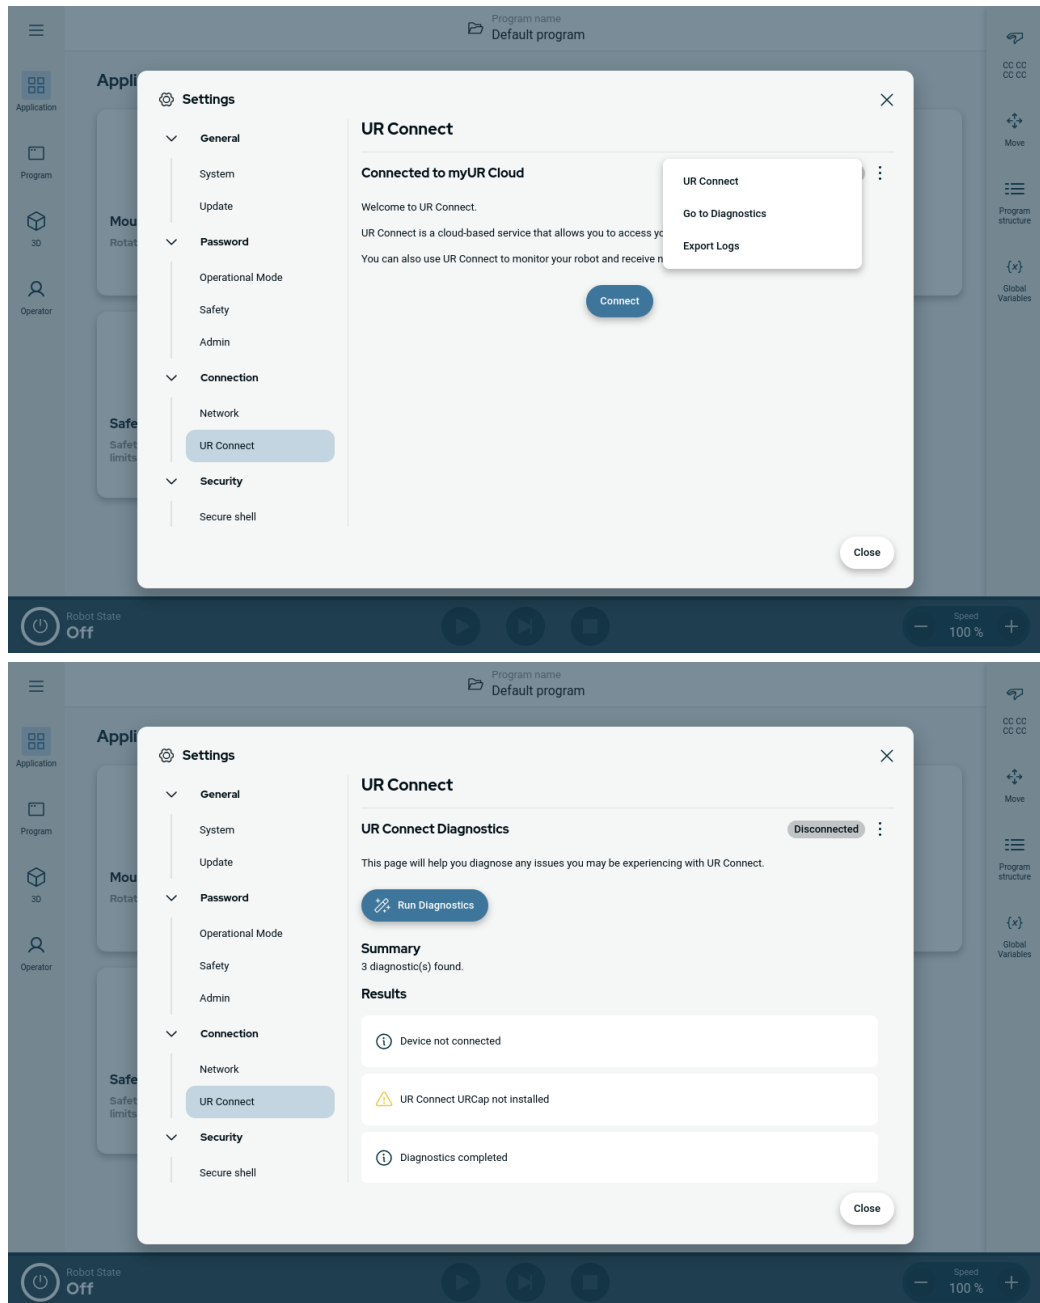 Program name
Default program
Application
Program
3D
Operator
Appli
Mou
Rotat
Safe
Safet
limits
Settings
General
System
Update
Password
Operational Mode
Safety
Admin
Connection
Network
UR Connect
Security
Secure shell
UR Connect
Connected to myUR Cloud
Welcome to UR Connect.
UR Connect is a cloud-based service that allows you to access yo
You can also use UR Connect to monitor your robot and receive n
UR Connect
Go to Diagnostics
Export Logs
Connect
Close
CC CC
CC CC
Move
Program
structure
{x}
Global
Variables
Robot State
Off
Speed
100 %
Program name
Default program
Application
Program
3D
Operator
Appli
Mou
Rotat
Safe
Safet
limits
Settings
General
System
Update
Password
Operational Mode
Safety
Admin
Connection
Network
UR Connect
Security
Secure shell
UR Connect
UR Connect Diagnostics
Disconnected
This page will help you diagnose any issues you may be experiencing with UR Connect.
Run Diagnostics
Summary
3 diagnostic(s) found.
Results
Device not connected
UR Connect URCap not installed
Diagnostics completed
Close
CC CC
CC CC
Move
Program
structure
{x}
Global
Variables
Robot State
Off
Speed
100 %